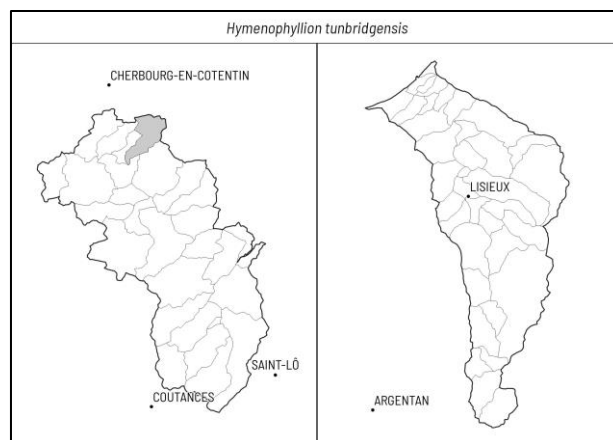 Hymenophyllion tunbridgensis
CHERBOURG-EN-COTENTIN
LISIEUX
SAINT-LÔ
COUTANCES
ARGENTAN